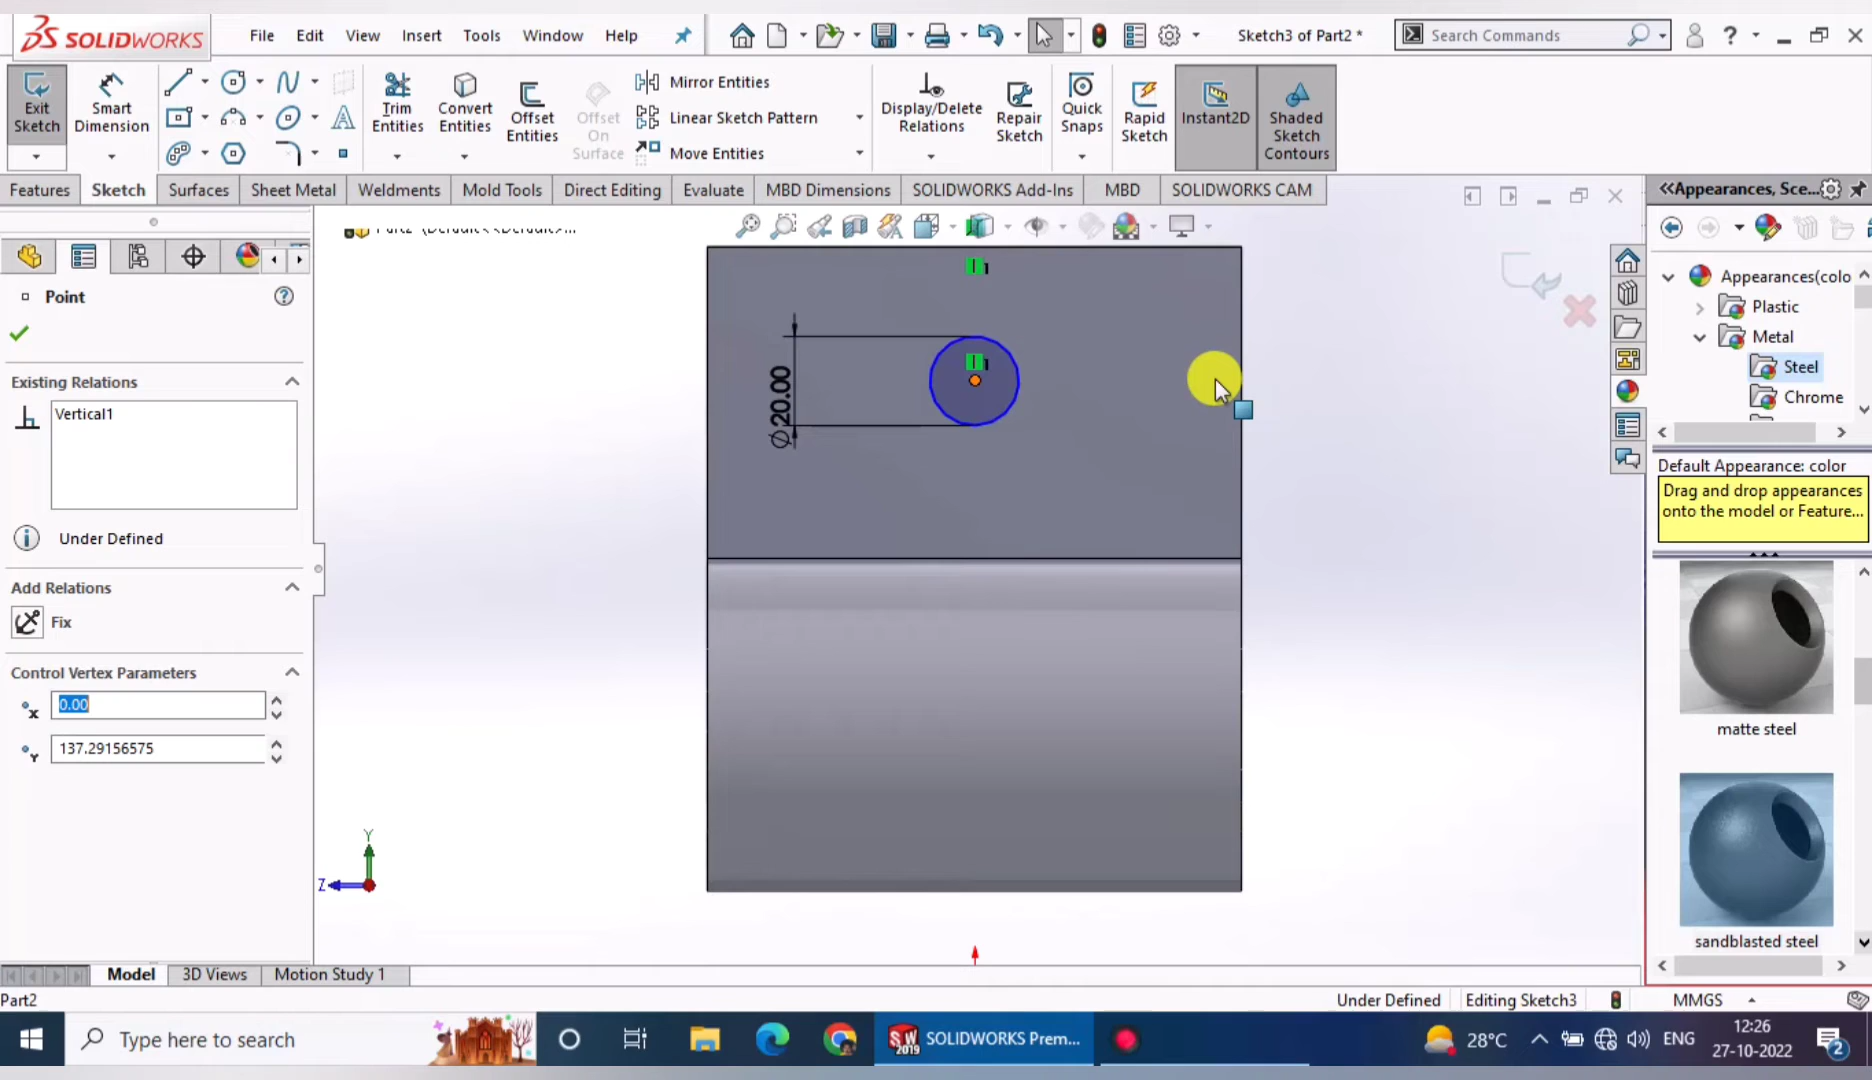 SOLIDWORKS
File Edit View Insert Tools Window Help
Sketch3 of Part2 *
Search Commands
Exit Sketch
Smart Dimension
Trim Entities
Convert Entities
Offset Entities
Offset On Surface
Mirror Entities
Linear Sketch Pattern
Move Entities
Display/Delete Relations
Repair Sketch
Quick Snaps
Rapid Sketch
Instant2D
Shaded Sketch Contours
Features Sketch Surfaces Sheet Metal Weldments Mold Tools Direct Editing Evaluate MBD Dimensions SOLIDWORKS Add-Ins MBD SOLIDWORKS CAM
Point
Existing Relations
Vertical1
Under Defined
Add Relations
Fix
Control Vertex Parameters
x 0.00
Y 137.29156575
∅20.00
1
1
Y
Z
Appearances, Sce...
Appearances(colo
Plastic
Metal
Steel
Chrome
Default Appearance: color
Drag and drop appearances
onto the model or Feature...
matte steel
sandblasted steel
Model 3D Views Motion Study 1
Part2
Under Defined Editing Sketch3 MMGS
Type here to search
SW 2019
SOLIDWORKS Prem...
28°C
ENG
12:26
27-10-2022
2